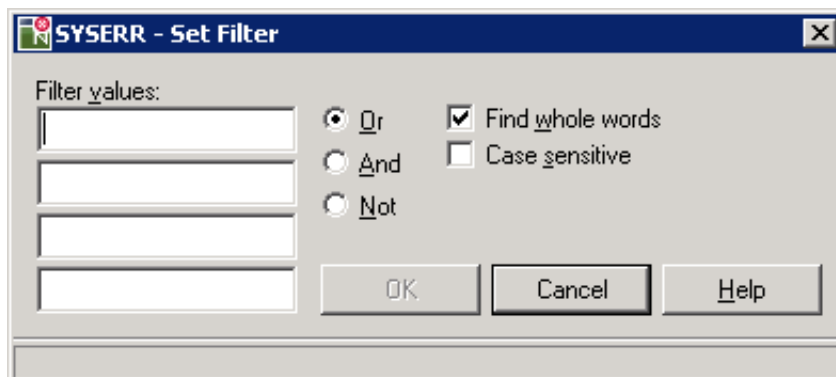 SYSERR - Set Filter
Filter values:
Or
And
Not
Find whole words
Case sensitive
OK
Cancel
Help